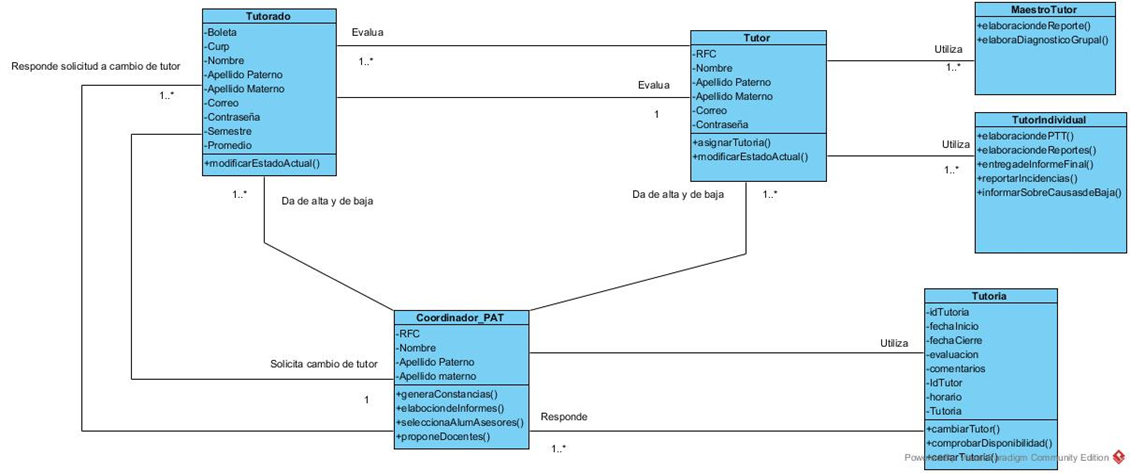 Tutorado
-Boleta
-Curp
-Nombre
-Apellido Paterno
-Apellido Materno
-Correo
-Contraseña
-Semestre
-Promedio
+modificarEstadoActual()
Evalua
1..*
Evalua
1
Tutor
-RFC
-Nombre
-Apellido Paterno
-Apellido Materno
-Correo
-Contraseña
+asignarTutoria()
+modificarEstadoActual()
MaestroTutor
+elaboraciondeReporte()
+elaboraDiagnosticoGrupal()
Utiliza
1..*
TutorIndividual
+elaboraciondePTT()
+elaboraciondeReportes()
+entregadeInformeFinal()
+reportarIncidencias()
+informarSobreCausasdeBaja()
Utiliza
1..*
Responde solicitud a cambio de tutor
1..*
1..*
Da de alta y de baja
Da de alta y de baja
1..*
Coordinador_PAT
-RFC
-Nombre
-Apellido Paterno
-Apellido materno
+generaConstancias()
+elabociondeInformes()
+seleccionaAlumAsesores()
+proponeDocentes()
Solicita cambio de tutor
1
Utiliza
Responde
1..*
Tutoria
-idTutoria
-fechaInicio
-fechaCierre
-evaluacion
-comentarios
-IdTutor
-horario
-Tutoria
+cambiarTutor()
+comprobarDisponibilidad()
Powered Paradigm Community Edition